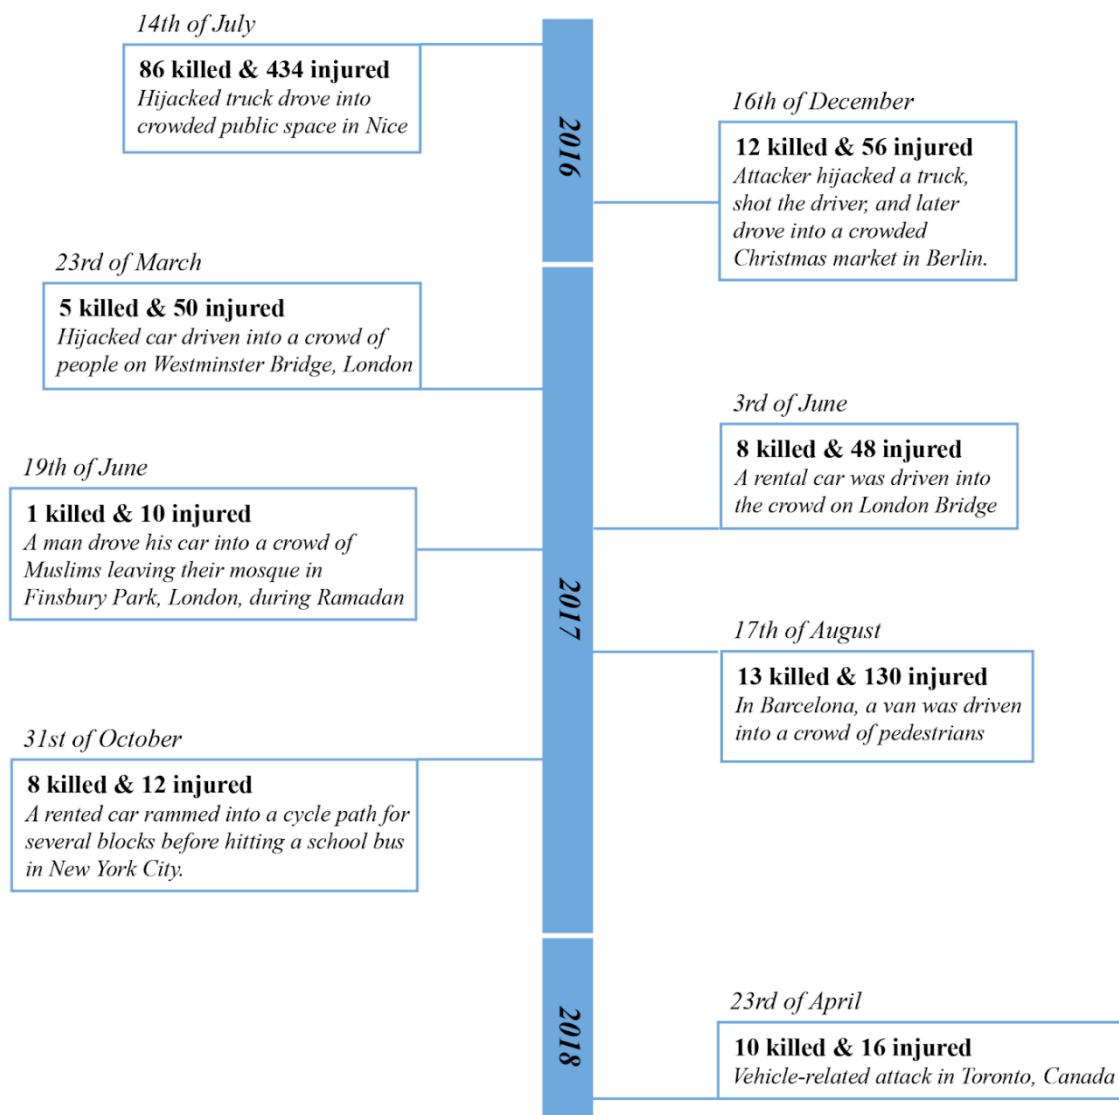 14th of July
86 killed & 434 injured
Hijacked truck drove into
crowded public space in Nice
2016
16th of December
12 killed & 56 injured
Attacker hijacked a truck,
shot the driver, and later
drove into a crowded
Christmas market in Berlin.
23rd of March
5 killed & 50 injured
Hijacked car driven into a crowd of
people on Westminster Bridge, London
3rd of June
8 killed & 48 injured
A rental car was driven into
the crowd on London Bridge
19th of June
1 killed & 10 injured
A man drove his car into a crowd of
Muslims leaving their mosque in
Finsbury Park, London, during Ramadan
2017
17th of August
13 killed & 130 injured
In Barcelona, a van was driven
into a crowd of pedestrians
31st of October
8 killed & 12 injured
A rented car rammed into a cycle path for
several blocks before hitting a school bus
in New York City.
2018
23rd of April
10 killed & 16 injured
Vehicle-related attack in Toronto, Canada